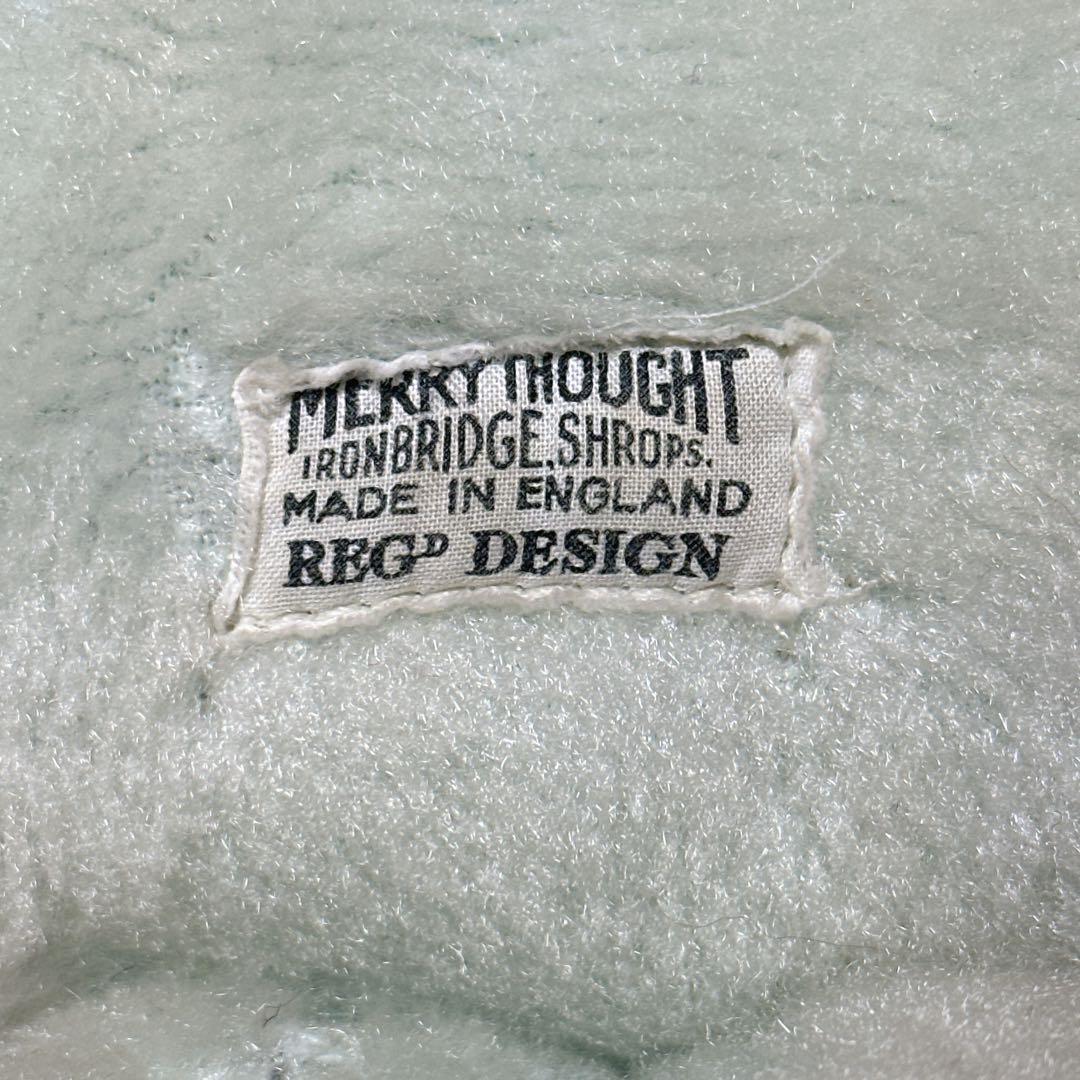 MERRYTHOUGHT
IRONBRIDGE, SHROPS.
MADE IN ENGLAND
REGD DESIGN